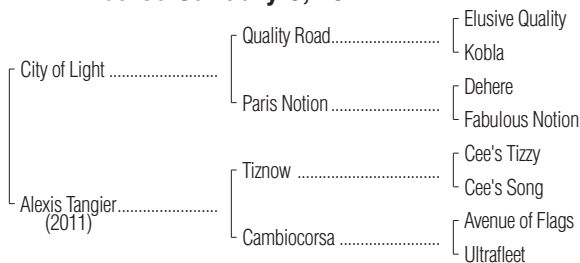 Elusive Quality
Quality Road
Kobla
City of Light
Dehere
Paris Notion
Fabulous Notion
Cee's Tizzy
Tiznow
Cee's Song
Alexis Tangier
(2011)
Avenue of Flags
Cambiocorsa
Ultrafleet